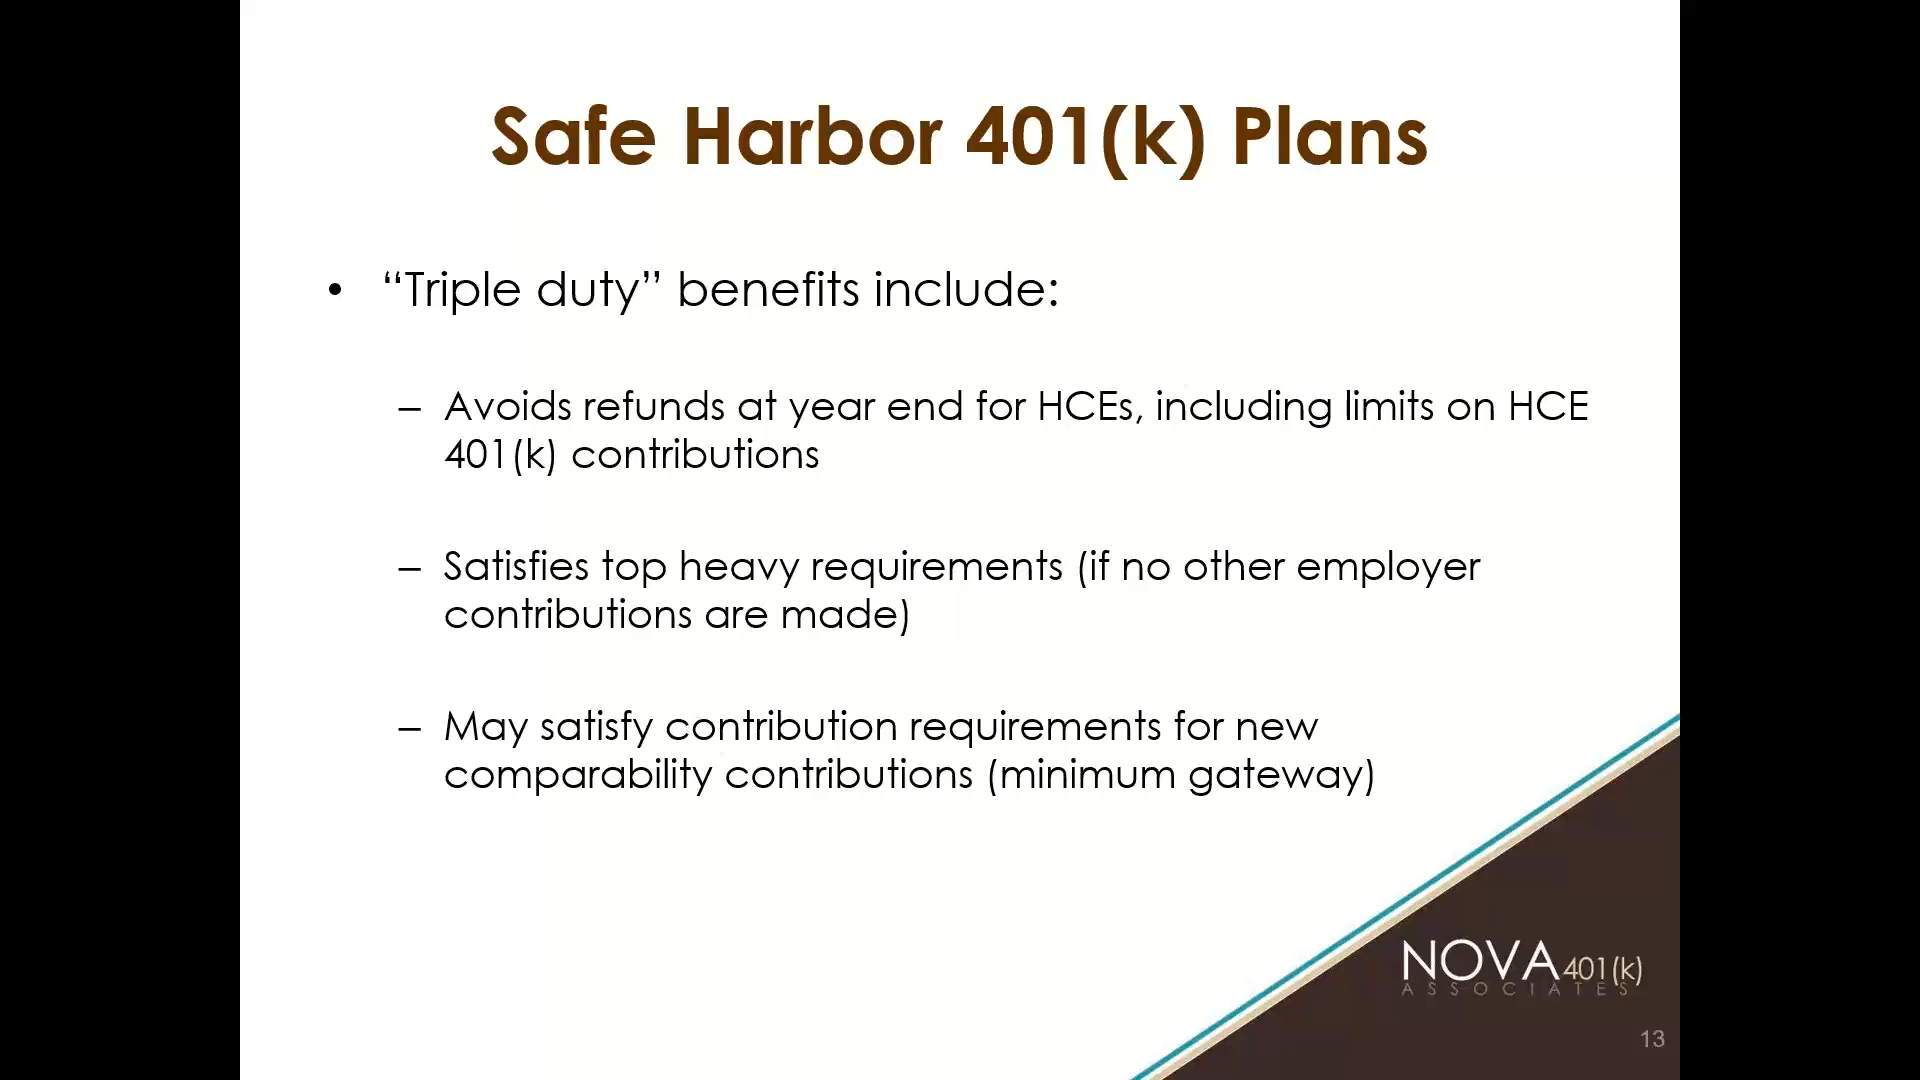 Safe Harbor 401(k) Plans
• “Triple duty” benefits include:
– Avoids refunds at year end for HCEs, including limits on HCE
401(k) contributions
– Satisfies top heavy requirements (if no other employer
contributions are made)
– May satisfy contribution requirements for new
comparability contributions (minimum gateway)
NOVA 401(k)
ASSOCIATES
13